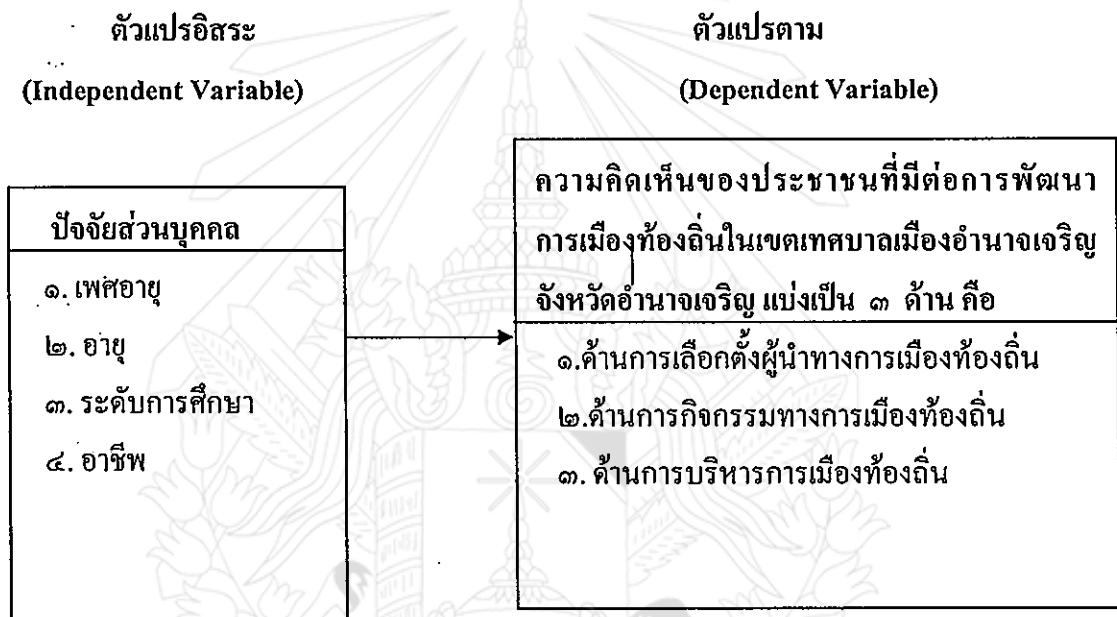 ตัวแปรอิสระ
(Independent Variable)
ปัจจัยส่วนบุคคล
๑. เพศอายุ
๒. อายุ
๓. ระดับการศึกษา
๔. อาชีพ
ตัวแปรตาม
(Dependent Variable)
ความคิดเห็นของประชาชนที่มีต่อการพัฒนา
การเมืองท้องถิ่นในเขตเทศบาลเมืองอำนาจเจริญ
จังหวัดอำนาจเจริญ แบ่งเป็น ๓ ด้าน คือ
๑.ด้านการเลือกตั้งผู้นำทางการเมืองท้องถิ่น
๒.ด้านการกิจกรรมทางการเมืองท้องถิ่น
๓. ด้านการบริหารการเมืองท้องถิ่น